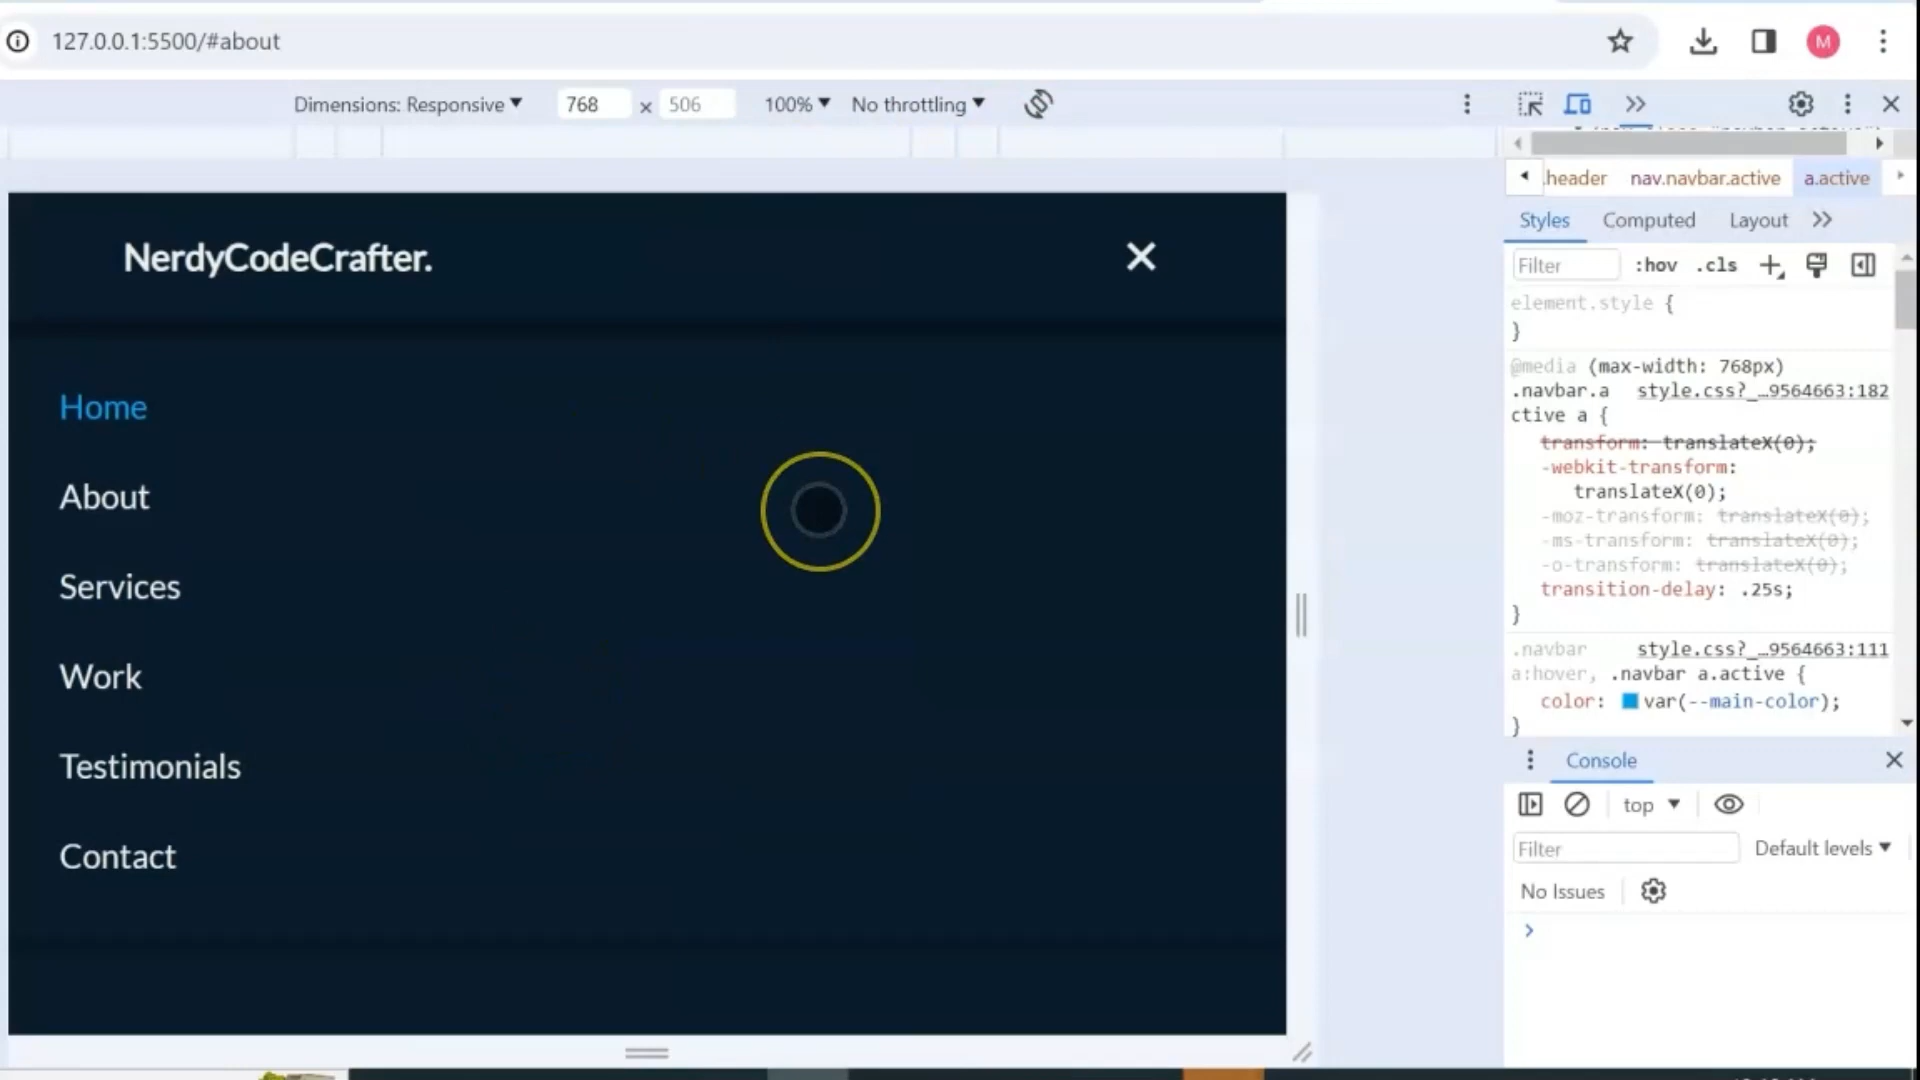 127.0.0.1:5500/#about
M
Dimensions: Responsive 768 x 506 100% No throttling
.header nav.navbar.active a.active
Styles Computed Layout
Filter :hov .cls
element.style {
}
@media (max-width: 768px)
.navbar.a style.css?_…9564663:182
ctive a {
transform: translateX(0);
-webkit-transform:
translateX(0);
-moz-transform: translateX(0);
-ms-transform: translateX(0);
-o-transform: translateX(0);
transition-delay: .25s;
}
.navbar style.css?_…9564663:111
a:hover, .navbar a.active {
color: var(--main-color);
}
NerdyCodeCrafter.
Home
About
Services
Work
Testimonials
Contact
Console
top
Filter Default levels
No Issues